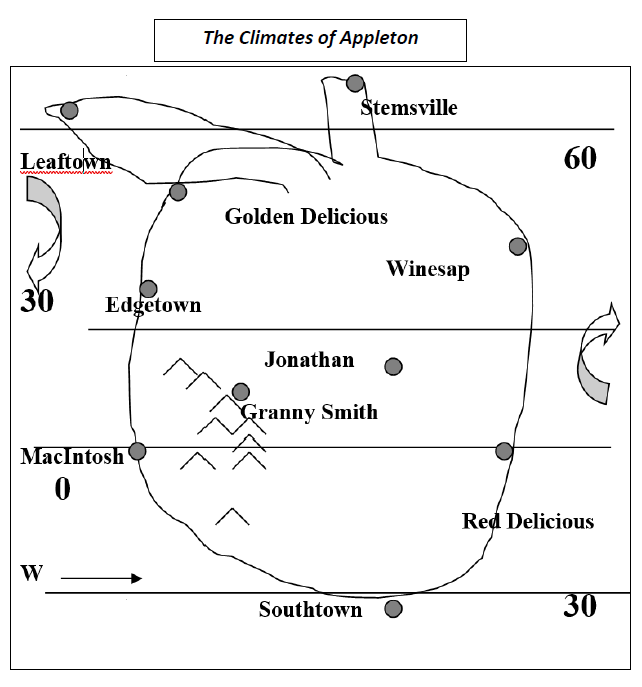 The Climates of Appleton
Stemsville
Leaftown
60
Golden Delicious
Winesap
30
Edgetown
Jonathan
Granny Smith
MacIntosh
0
Red Delicious
W
Southtown
30